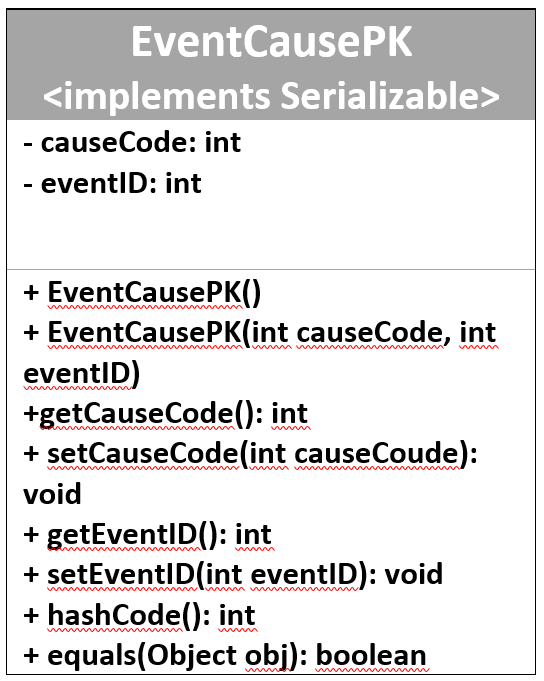 EventCausePK
<implements Serializable>
- causeCode: int
- eventID: int
+ EventCausePK()
+ EventCausePK(int causeCode, int
eventID)
+getCauseCode(): int
+ setCauseCode(int causeCoude):
void
+ getEventID(): int
+ setEventID(int eventID): void
+ hashCode(): int
+ equals(Object obj): boolean